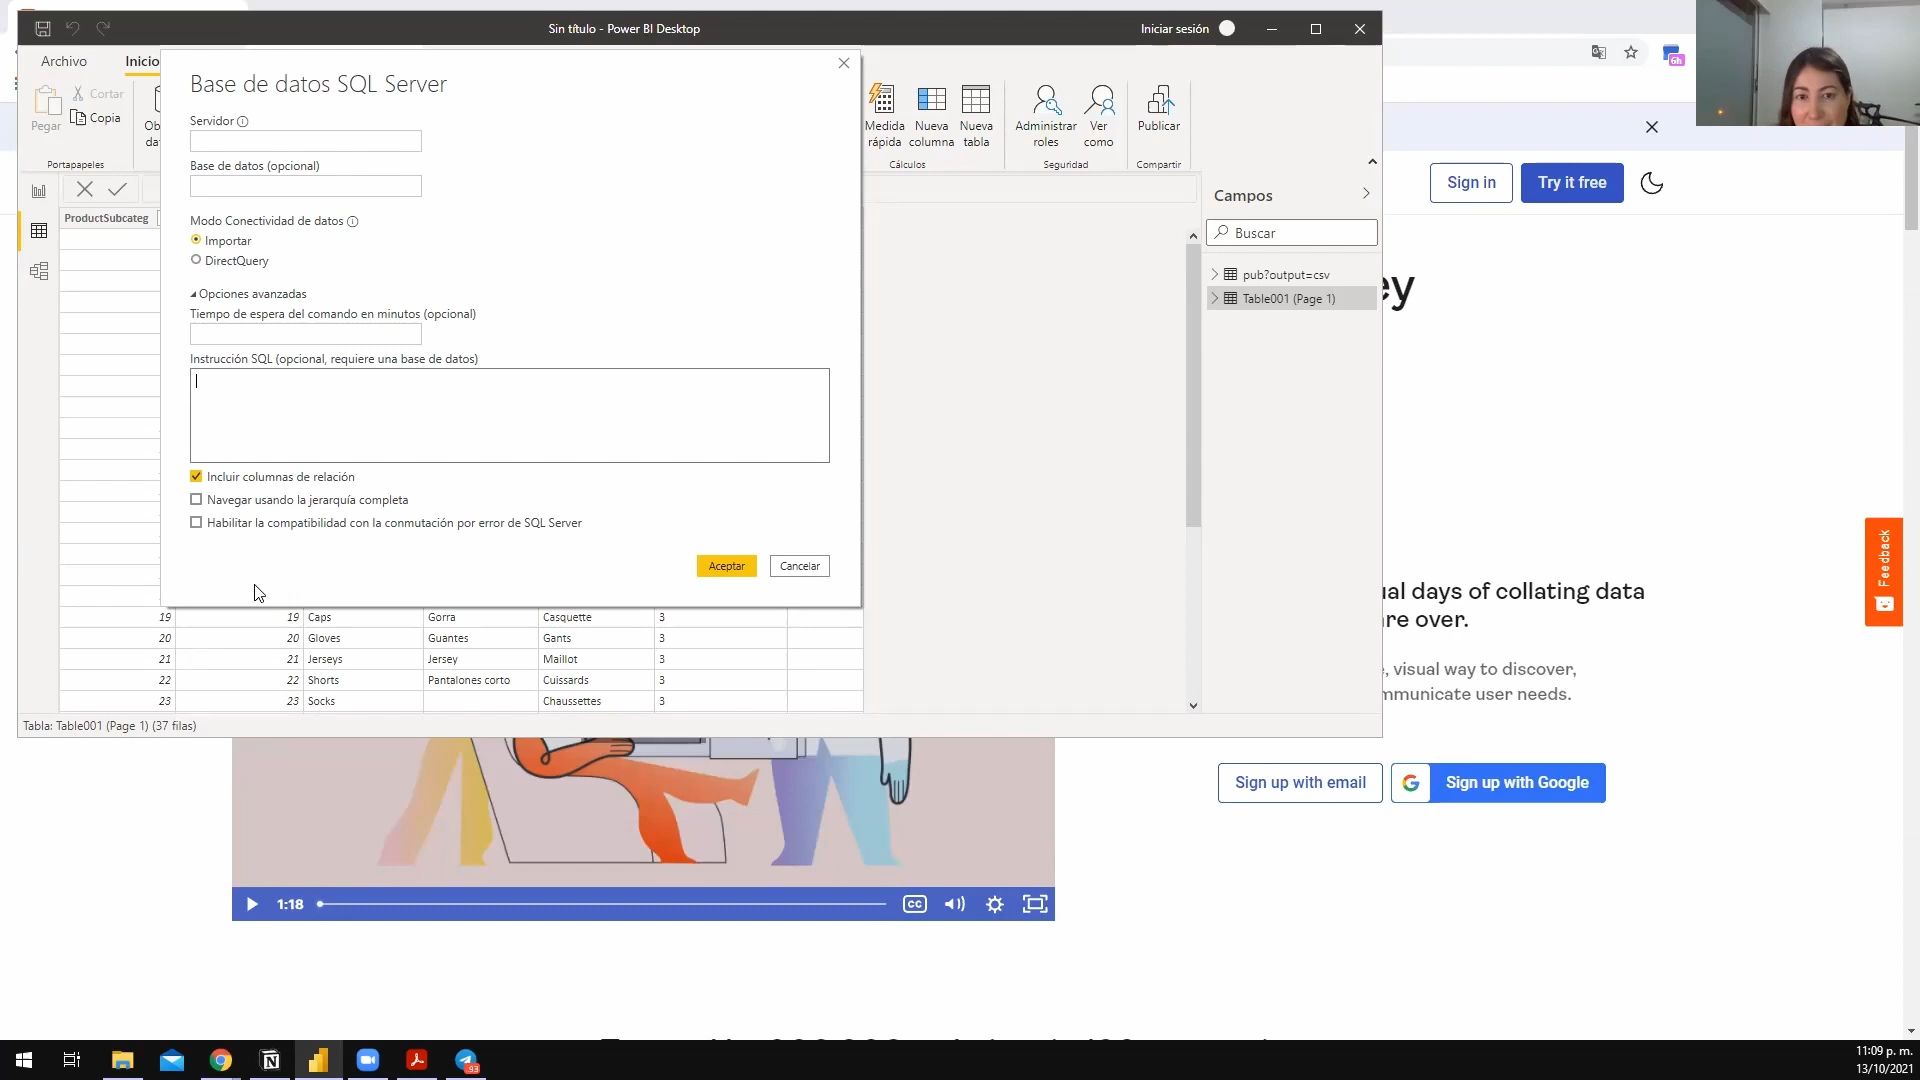 Sin título - Power BI Desktop
Iniciar sesión
6h
Archivo
Inicio
Pegar
Cortar
Copia
Portapapeles
Base de datos SQL Server
Servidor
Base de datos (opcional)
Modo Conectividad de datos
Importar
DirectQuery
Opciones avanzadas
Tiempo de espera del comando en minutos (opcional)
Instrucción SQL (opcional, requiere una base de datos)
Incluir columnas de relación
Navegar usando la jerarquía completa
Habilitar la compatibilidad con la conmutación por error de SQL Server
Aceptar
Cancelar
Medida rápida
Nueva columna
Nueva tabla
Cálculos
Administrar roles
Ver como
Seguridad
Publicar
Compartir
ProductSubcateg
Campos
Buscar
pub?output=csv
Table001 (Page 1)
19 19 Caps Gorra Casquette 3
20 20 Gloves Guantes Gants 3
21 21 Jerseys Jersey Maillot 3
22 22 Shorts Pantalones corto Cuissards 3
23 23 Socks Chaussettes 3
Tabla: Table001 (Page 1) (37 filas)
Sign in
Try it free
ey
ual days of collating data
are over.
, visual way to discover,
mmunicate user needs.
Sign up with email
G Sign up with Google
Feedback
1:18
CC
93
11:09 p. m.
13/10/2021